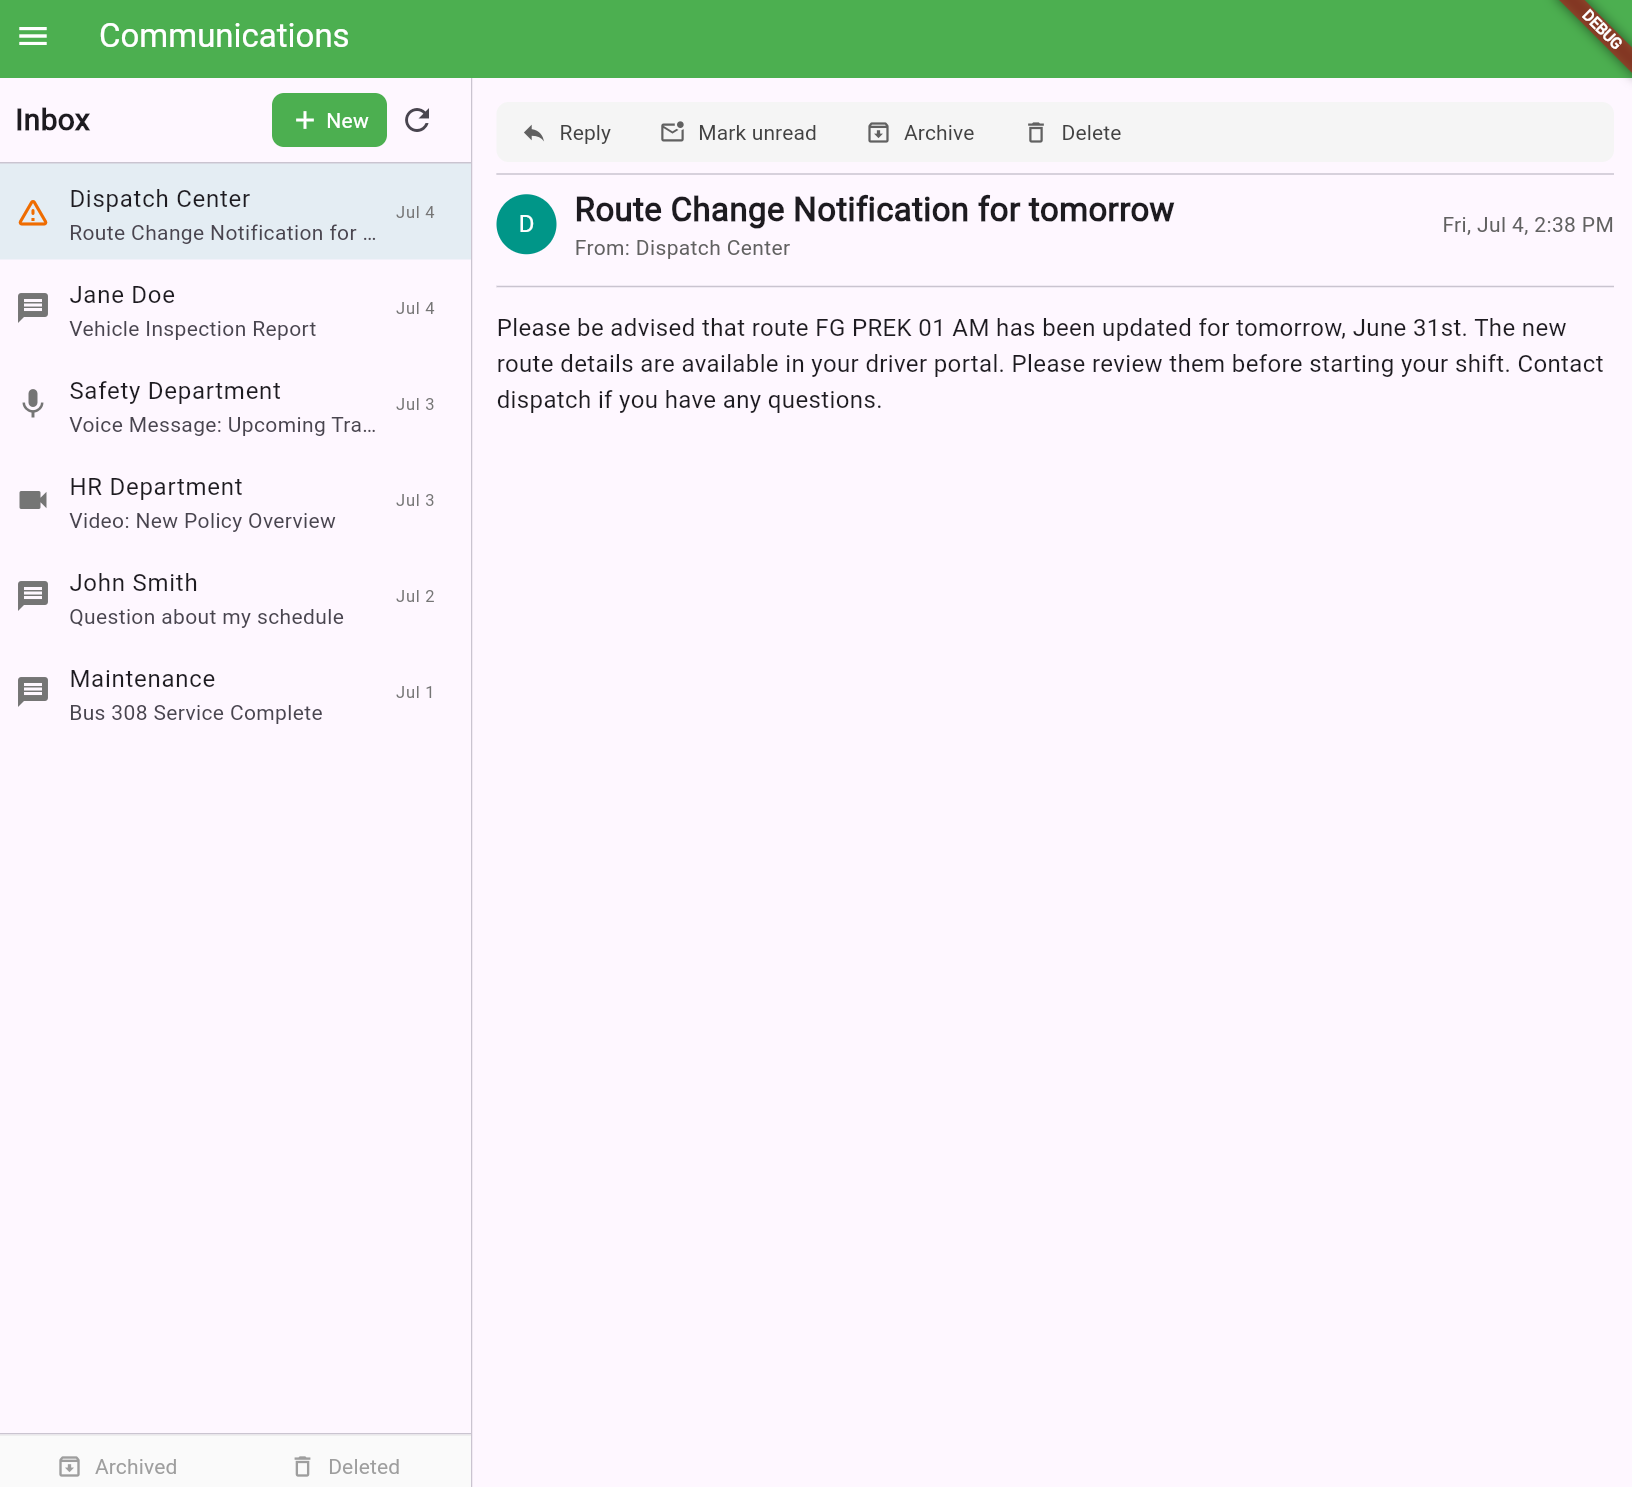 Communications
DEBUG
Inbox
New
Reply
Mark unread
Archive
Delete
Dispatch Center
Route Change Notification for ...
Jul 4
Jane Doe
Vehicle Inspection Report
Jul 4
Safety Department
Voice Message: Upcoming Tra...
Jul 3
HR Department
Video: New Policy Overview
Jul 3
John Smith
Question about my schedule
Jul 2
Maintenance
Bus 308 Service Complete
Jul 1
Archived
Deleted
D
Route Change Notification for tomorrow
From: Dispatch Center
Fri, Jul 4, 2:38 PM
Please be advised that route FG PREK 01 AM has been updated for tomorrow, June 31st. The new
route details are available in your driver portal. Please review them before starting your shift. Contact
dispatch if you have any questions.